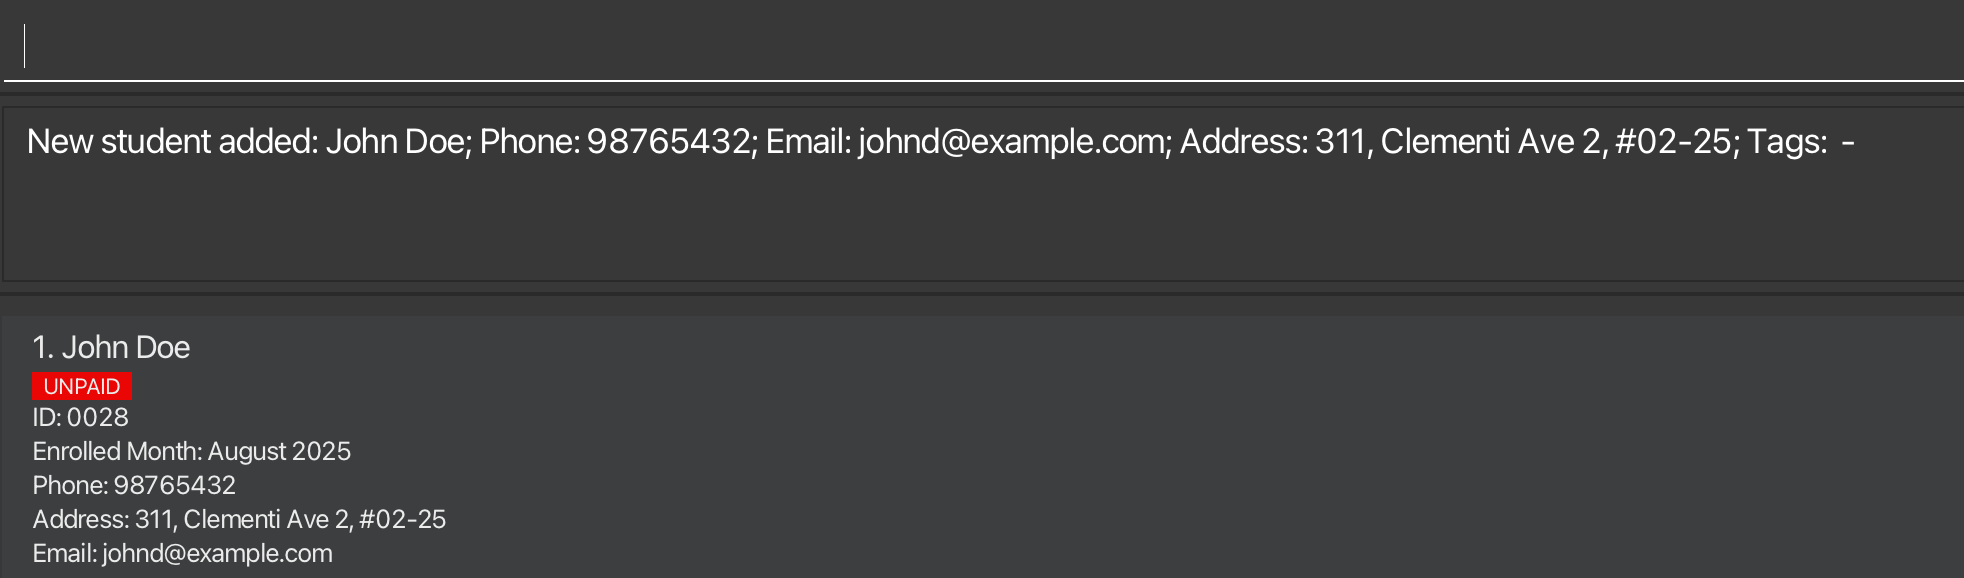 New student added: John Doe; Phone: 98765432; Email: johnd@example.com; Address: 311, Clementi Ave 2, #02-25; Tags: -
1. John Doe
UNPAID
ID: 0028
Enrolled Month: August 2025
Phone: 98765432
Address: 311, Clementi Ave 2, #02-25
Email: johnd@example.com